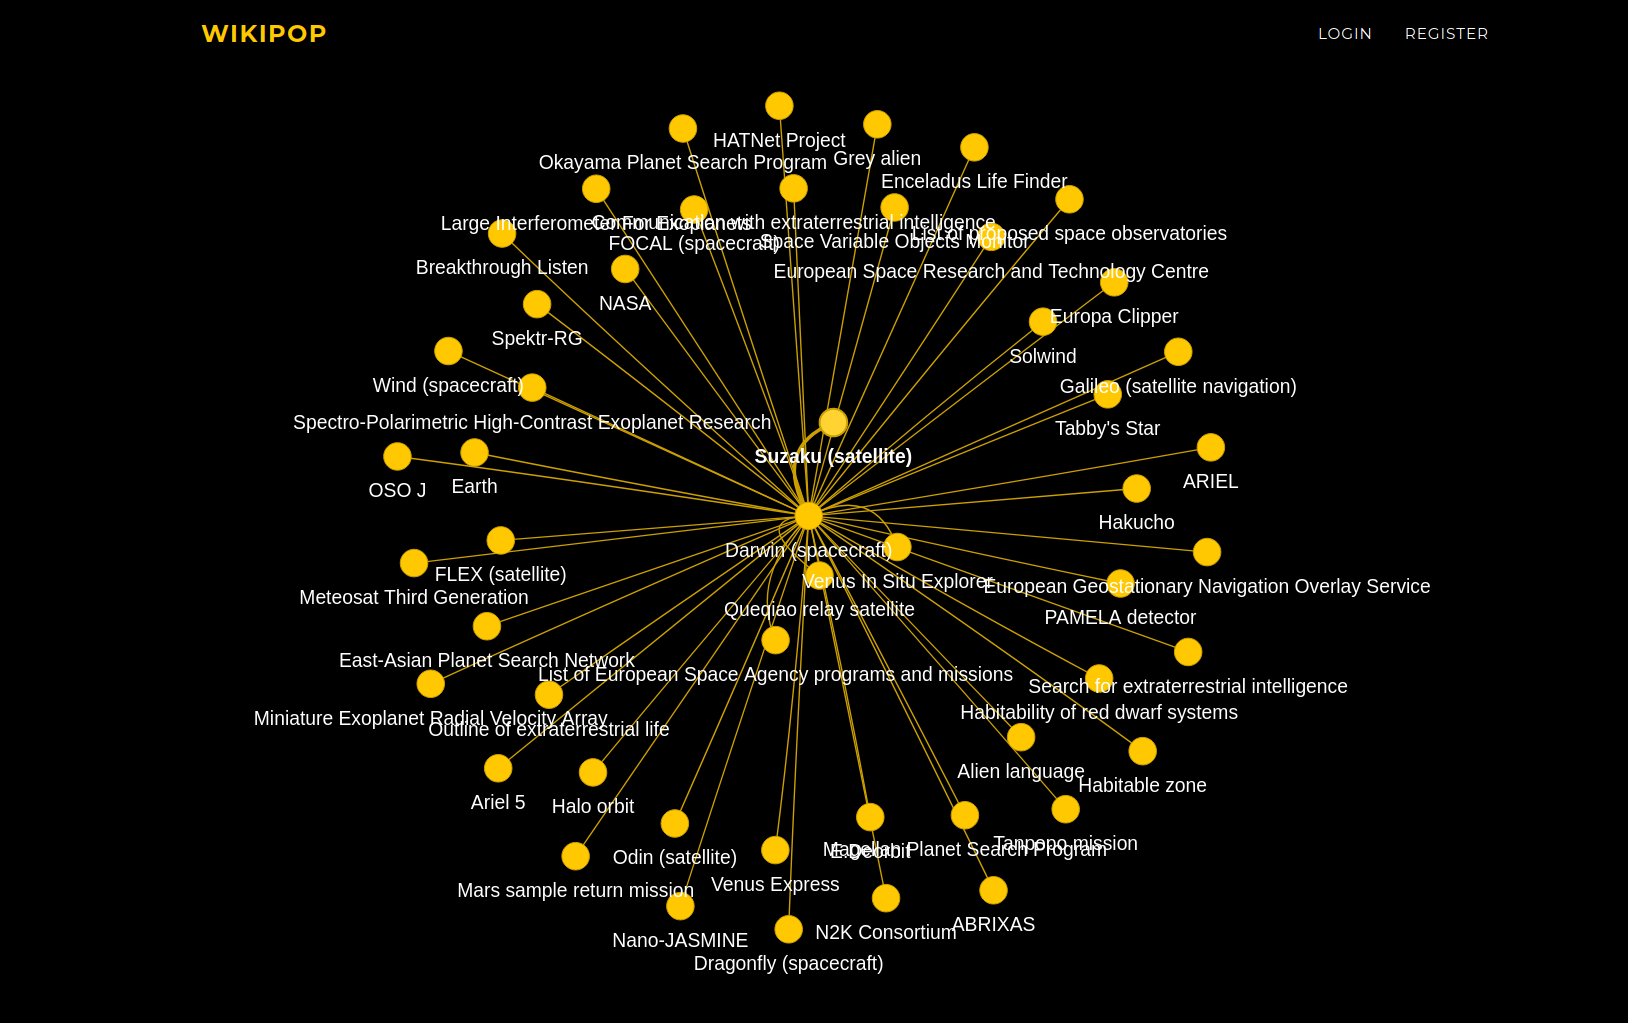 WIKIPOP
LOGIN
REGISTER
HATNet Project
Grey alien
Okayama Planet Search Program
Enceladus Life Finder
Large Interferometer For Exoplanets
Communication with extraterrestrial intelligence
List of proposed space observatories
FOCAL (spacecraft)
Space Variable Objects Monitor
Breakthrough Listen
European Space Research and Technology Centre
NASA
Europa Clipper
Spektr-RG
Solwind
Wind (spacecraft)
Galileo (satellite navigation)
Spectro-Polarimetric High-Contrast Exoplanet Research
Tabby's Star
Suzaku (satellite)
ARIEL
OSO J
Earth
Hakucho
Darwin (spacecraft)
FLEX (satellite)
Venus In Situ Explorer
European Geostationary Navigation Overlay Service
Meteosat Third Generation
Queqiao relay satellite
PAMELA detector
East-Asian Planet Search Network
List of European Space Agency programs and missions
Search for extraterrestrial intelligence
Miniature Exoplanet Radial Velocity Array
Habitability of red dwarf systems
Outline of extraterrestrial life
Alien language
Habitable zone
Ariel 5
Halo orbit
Tanpopo mission
Magellan Planet Search Program
E.Deorbit
Odin (satellite)
Venus Express
Mars sample return mission
ABRIXAS
N2K Consortium
Nano-JASMINE
Dragonfly (spacecraft)